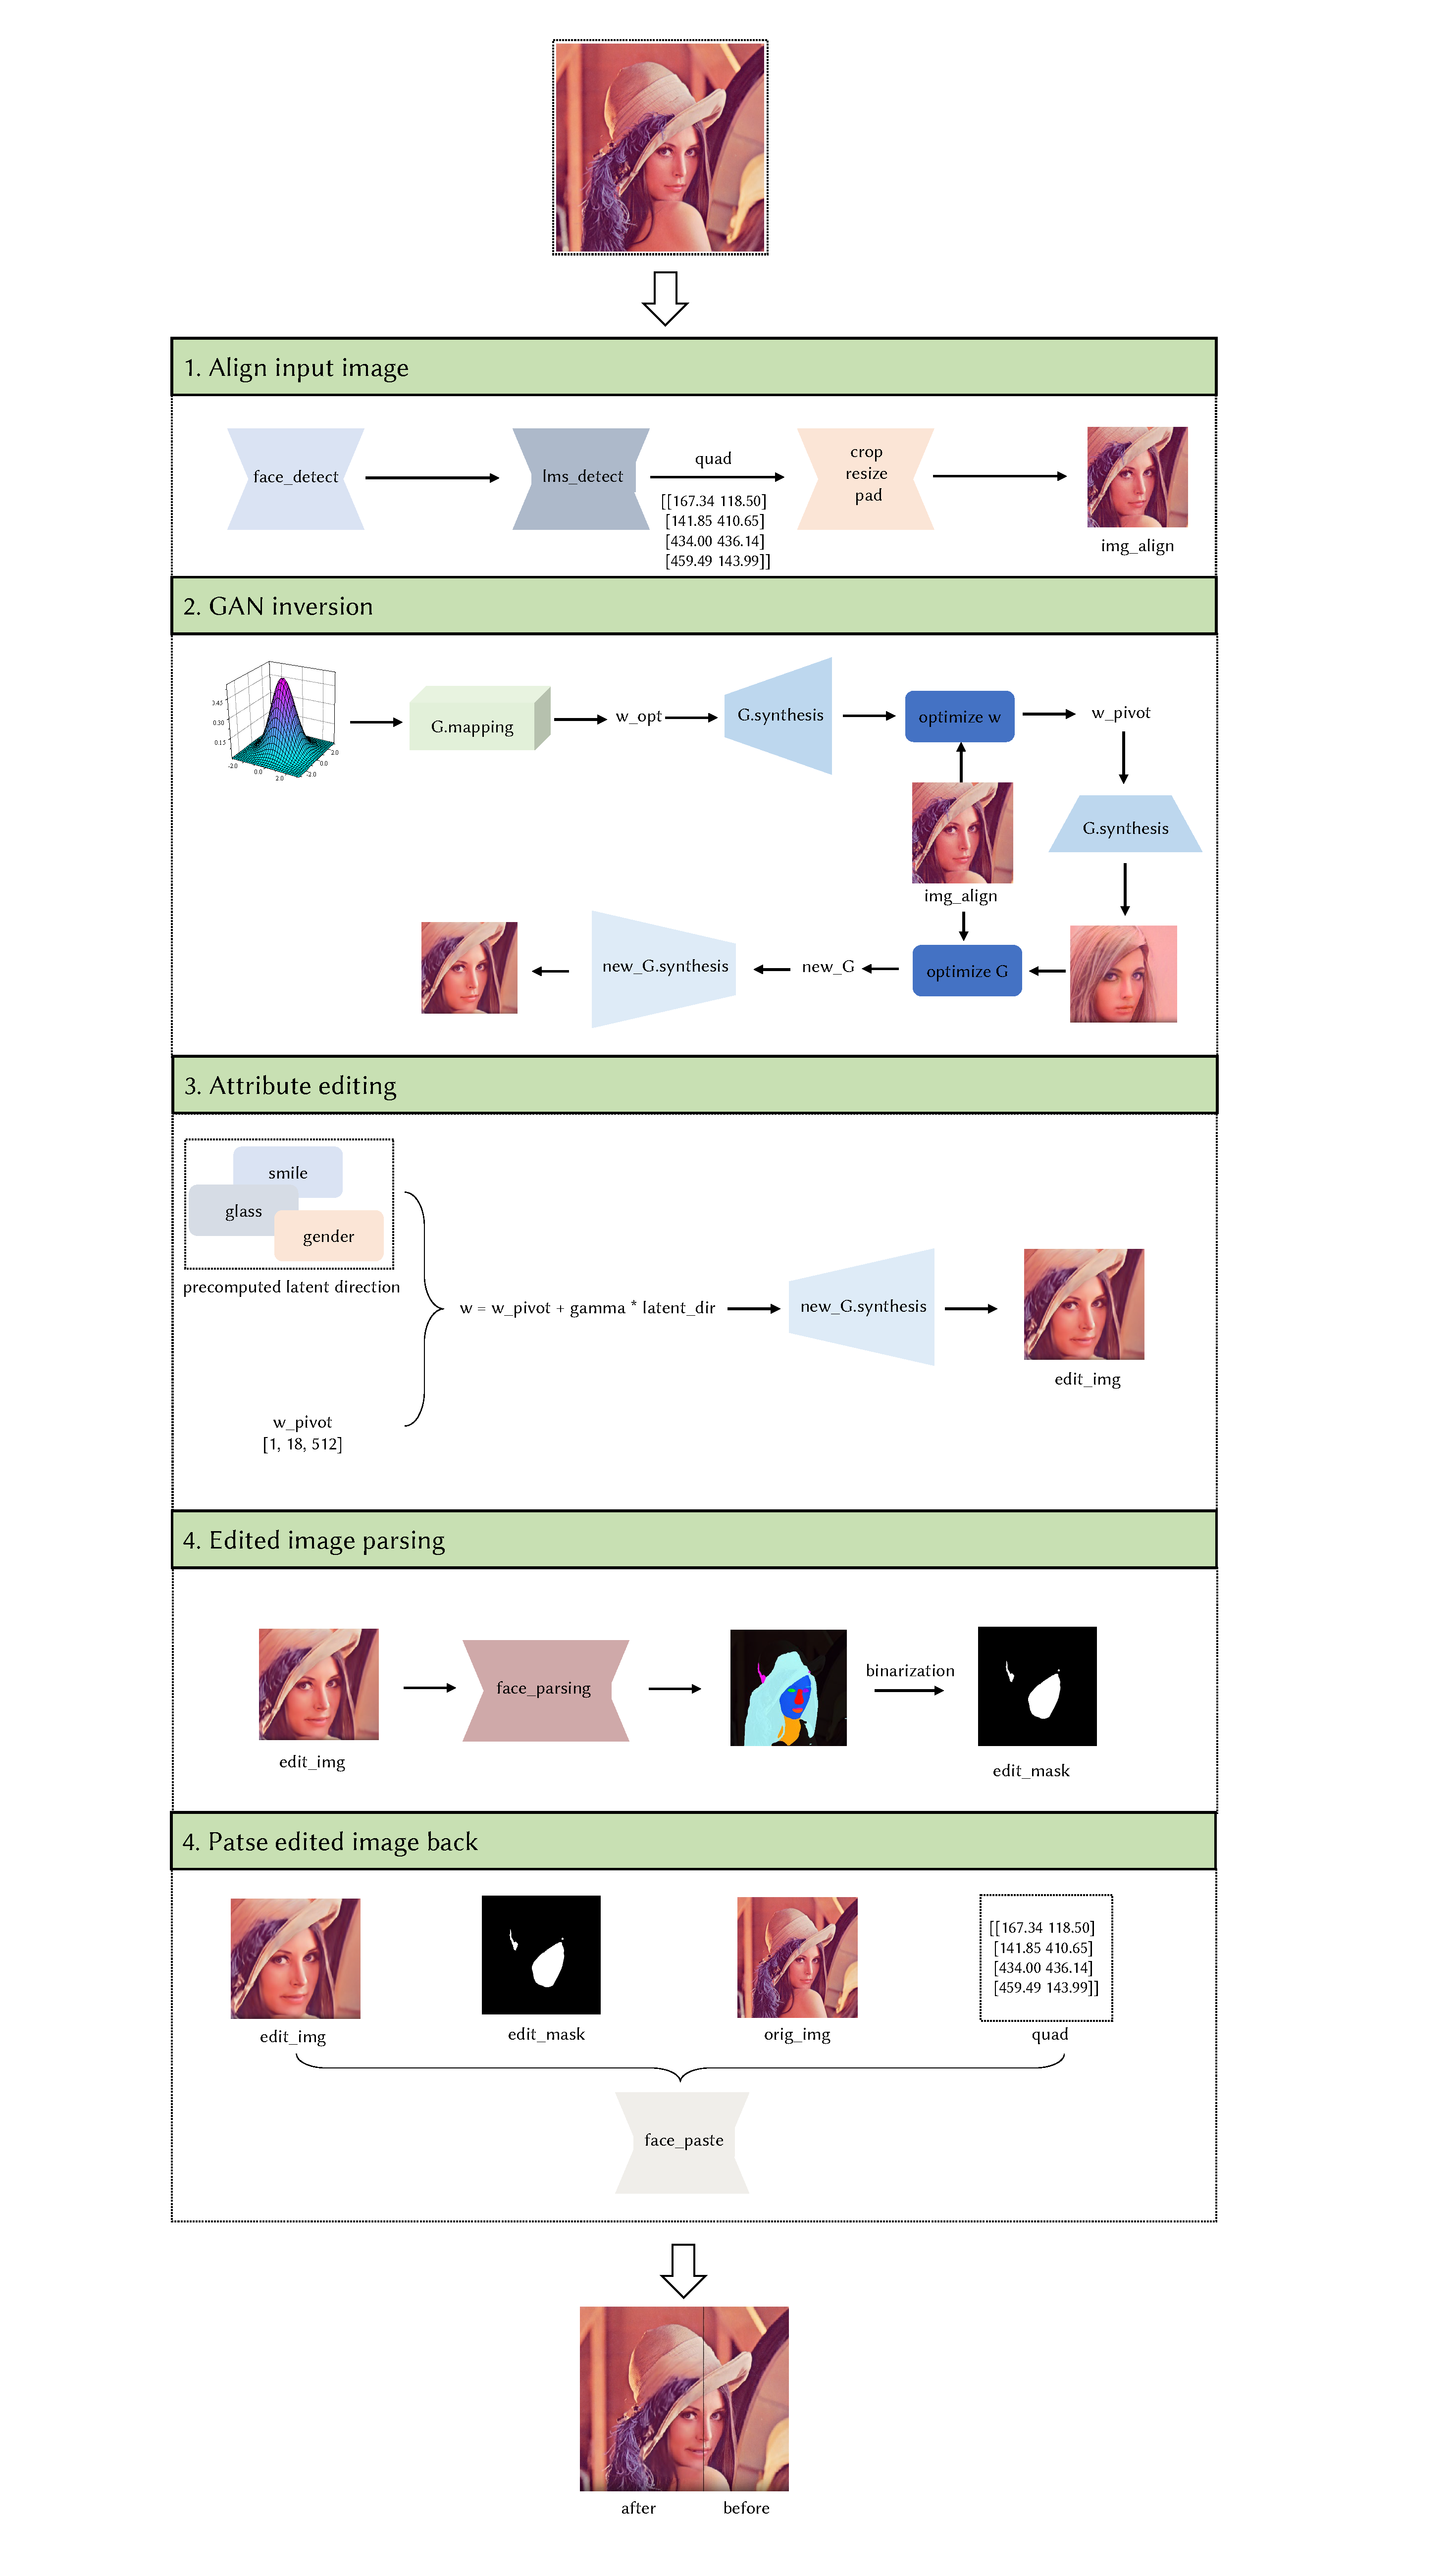 1. Align input image
face_detect
lms_detect
quad
[[167.34 118.50]
[141.85 410.65]
[434.00 436.14]
[459.49 143.99]]
crop
resize
pad
img_align
2. GAN inversion
0.30
0.15
-2.0
0.0
2.0
-2.0
0.0
2.0
G.mapping
w_opt
G.synthesis
optimize w
w_pivot
G.synthesis
img_align
new_G.synthesis
new_G
optimize G
3. Attribute editing
smile
glass
gender
precomputed latent direction
w = w_pivot + gamma * latent_dir
new_G.synthesis
edit_img
w_pivot
[1, 18, 512]
4. Edited image parsing
edit_img
face_parsing
binarization
edit_mask
4. Patse edited image back
edit_img
edit_mask
orig_img
[[167.34 118.50]
[141.85 410.65]
[434.00 436.14]
[459.49 143.99]]
quad
face_paste
after
before